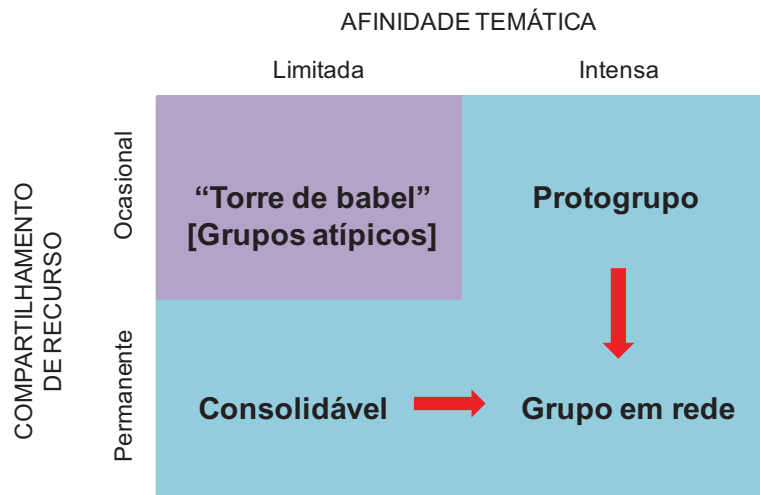 AFINIDADE TEMÁTICA
Limitada
Intensa
COMPARTILHAMENTO
DE RECURSO
Ocasional
“Torre de babel”
[Grupos atípicos]
Protogrupo
Permanente
Consolidável
Grupo em rede